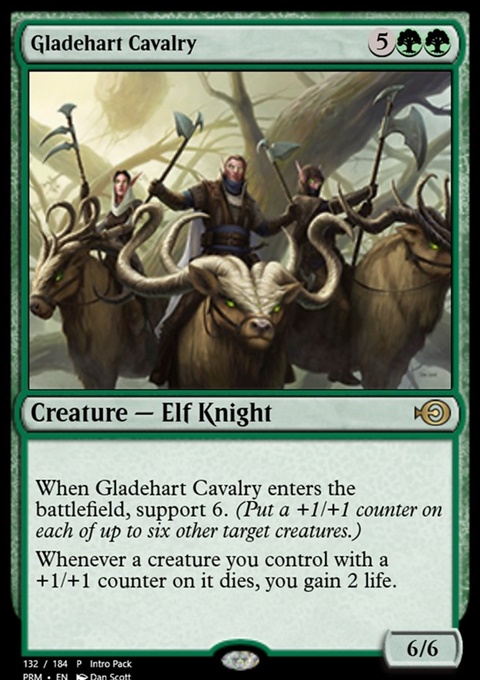 Gladehart Cavalry 5
Creature — Elf Knight
When Gladehart Cavalry enters the
battlefield, support 6. (Put a +1/+1 counter on
each of up to six other target creatures.)
Whenever a creature you control with a
+1/+1 counter on it dies, you gain 2 life.
6/6
132 / 184 P Intro Pack
PRM • EN Dan Scott